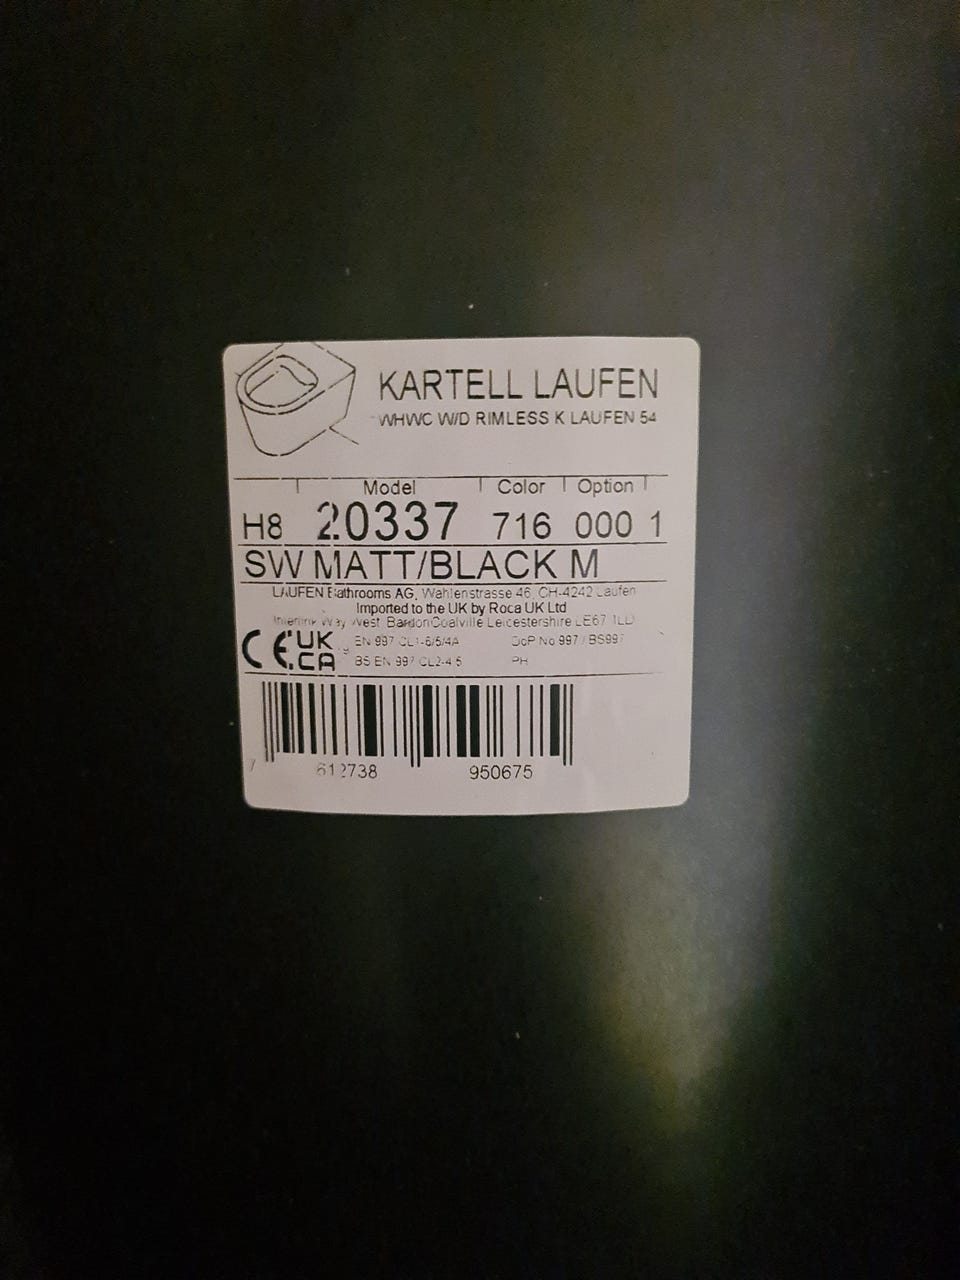 KARTELL LAUFEN
WHWC W/D RIMLESS K LAUFEN 54
Model Color Option
H8 20337 716 000 1
SW MATT/BLACK M
LAUFEN Bathrooms AG, Wahlenstrasse 46, CH-4242 Laufen
Imported to the UK by Roca UK Ltd
Way West Bardon Coalville Leicestershire LE67 1LD
CE UK CA
EN 997 CL1-6/5/4A DoP No 997 / BS997
BS EN 997 CL2-4 5 PH
7 612738 950675